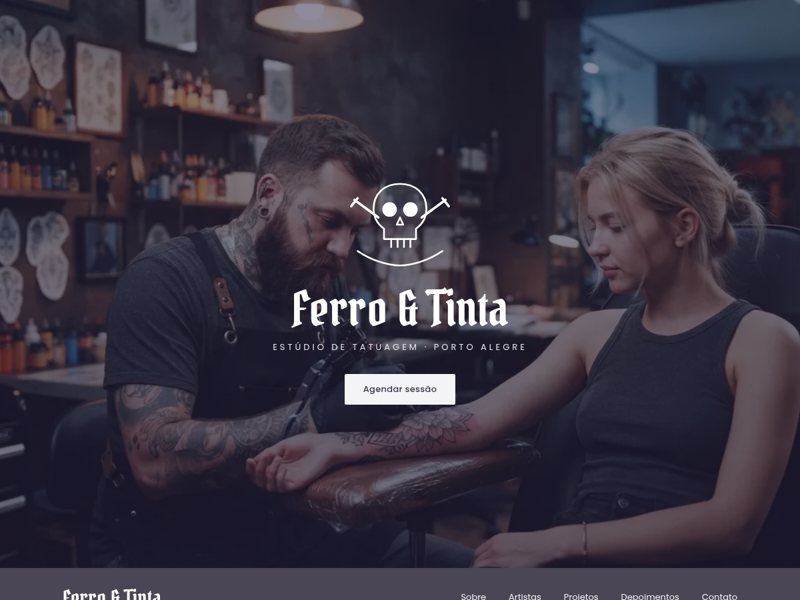 Ferro & Tinta
ESTÚDIO DE TATUAGEM · PORTO ALEGRE
Agendar sessão
Ferro & Tinta
Sobre Artistas Projetos Depoimentos Contato